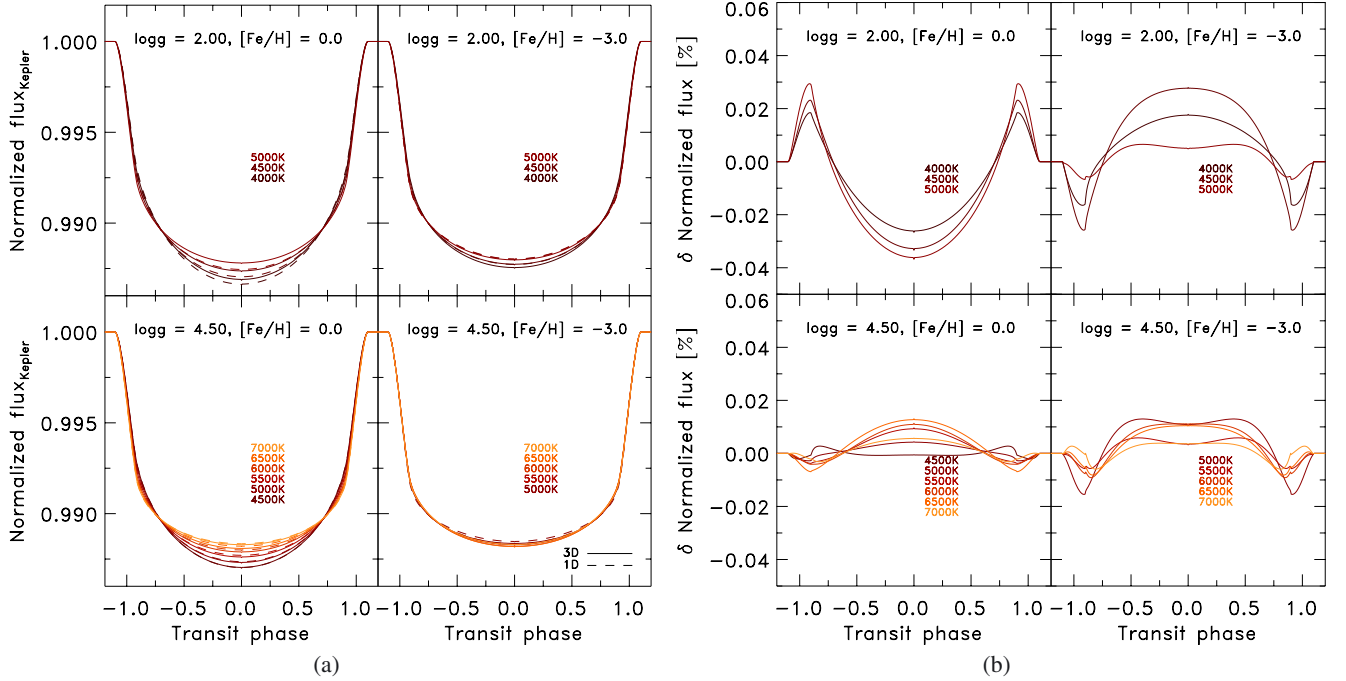 logg = 2.00, [Fe/H] = 0.0
logg = 2.00, [Fe/H] = −3.0
1.000
0.995
0.990
Normalized flux_Kepler
5000K
4500K
4000K
5000K
4500K
4000K
logg = 4.50, [Fe/H] = 0.0
logg = 4.50, [Fe/H] = −3.0
1.000
0.995
0.990
Normalized flux_Kepler
7000K
6500K
6000K
5500K
5000K
4500K
7000K
6500K
6000K
5500K
5000K
3D
1D
−1.0 −0.5 0.0 0.5 1.0
−1.0 −0.5 0.0 0.5 1.0
Transit phase
Transit phase
(a)
logg = 2.00, [Fe/H] = 0.0
logg = 2.00, [Fe/H] = −3.0
0.06
0.04
0.02
0.00
−0.02
−0.04
δ Normalized flux [%]
4000K
4500K
5000K
4000K
4500K
5000K
logg = 4.50, [Fe/H] = 0.0
logg = 4.50, [Fe/H] = −3.0
0.06
0.04
0.02
0.00
−0.02
−0.04
δ Normalized flux [%]
4500K
5000K
5500K
6000K
6500K
7000K
5000K
5500K
6000K
6500K
7000K
−1.0 −0.5 0.0 0.5 1.0
−1.0 −0.5 0.0 0.5 1.0
Transit phase
Transit phase
(b)